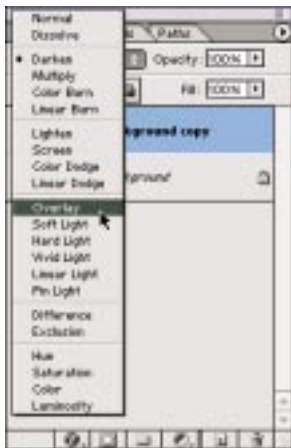 Normal
Dissolve
Paths
Darken
Opacity: 100%
Multiply
Color Burn
Fill: 100%
Linear Burn
Lighten
Screen
ground copy
Color Dodge
Linear Dodge
ground
Overlay
Soft Light
Hard Light
Vivid Light
Linear Light
Pin Light
Difference
Exclusion
Hue
Saturation
Color
Luminosity